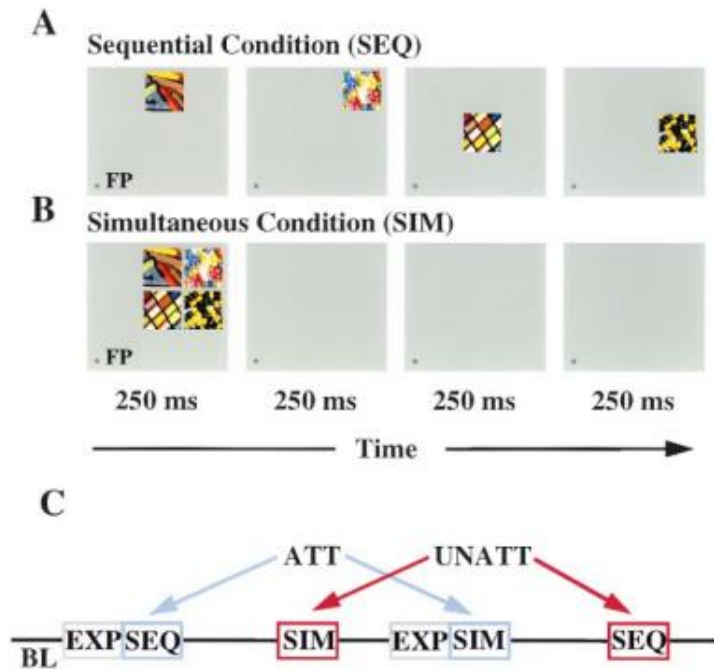 A
Sequential Condition (SEQ)
FP
B
Simultaneous Condition (SIM)
FP
250 ms 250 ms 250 ms 250 ms
Time
C
ATT UNATT
BL EXP SEQ SIM EXP SIM SEQ